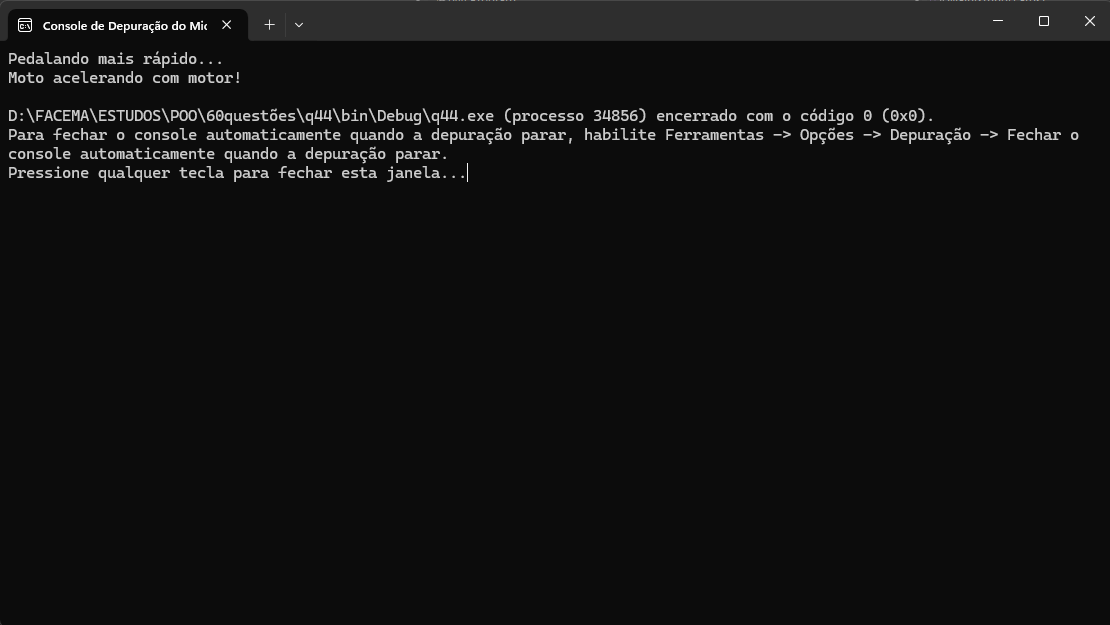 Console de Depuração do Mic
Pedalando mais rápido...
Moto acelerando com motor!
D:\FACEMA\ESTUDOS\POO\60questões\q44\bin\Debug\q44.exe (processo 34856) encerrado com o código 0 (0x0).
Para fechar o console automaticamente quando a depuração parar, habilite Ferramentas -> Opções -> Depuração -> Fechar o
console automaticamente quando a depuração parar.
Pressione qualquer tecla para fechar esta janela...